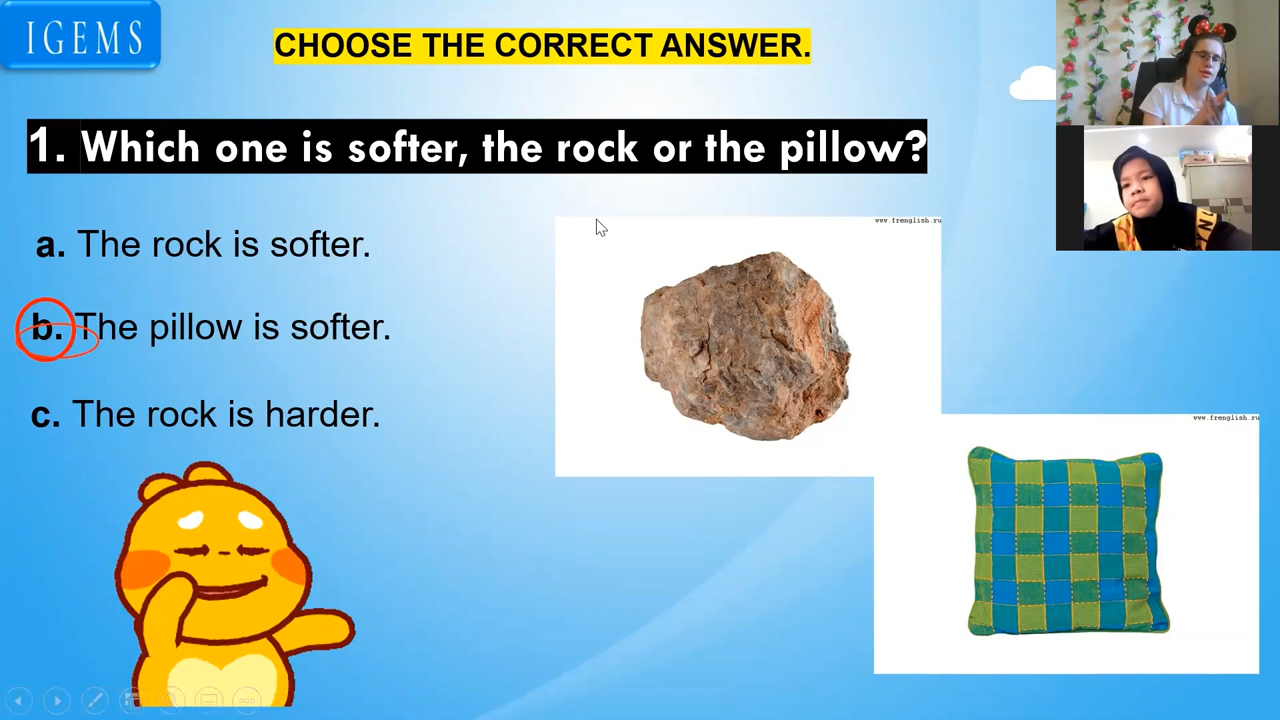 IGEMS
CHOOSE THE CORRECT ANSWER.
1. Which one is softer, the rock or the pillow?
a. The rock is softer.
b. The pillow is softer.
c. The rock is harder.
www.frenglish.ru
www.frenglish.ru